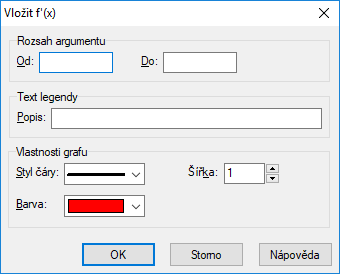 Vložit f'(x)
Rozsah argumentu
Od: Do:
Text legendy
Popis:
Vlastnosti grafu
Styl čáry: Šířka: 1
Barva:
OK Storno Nápověda